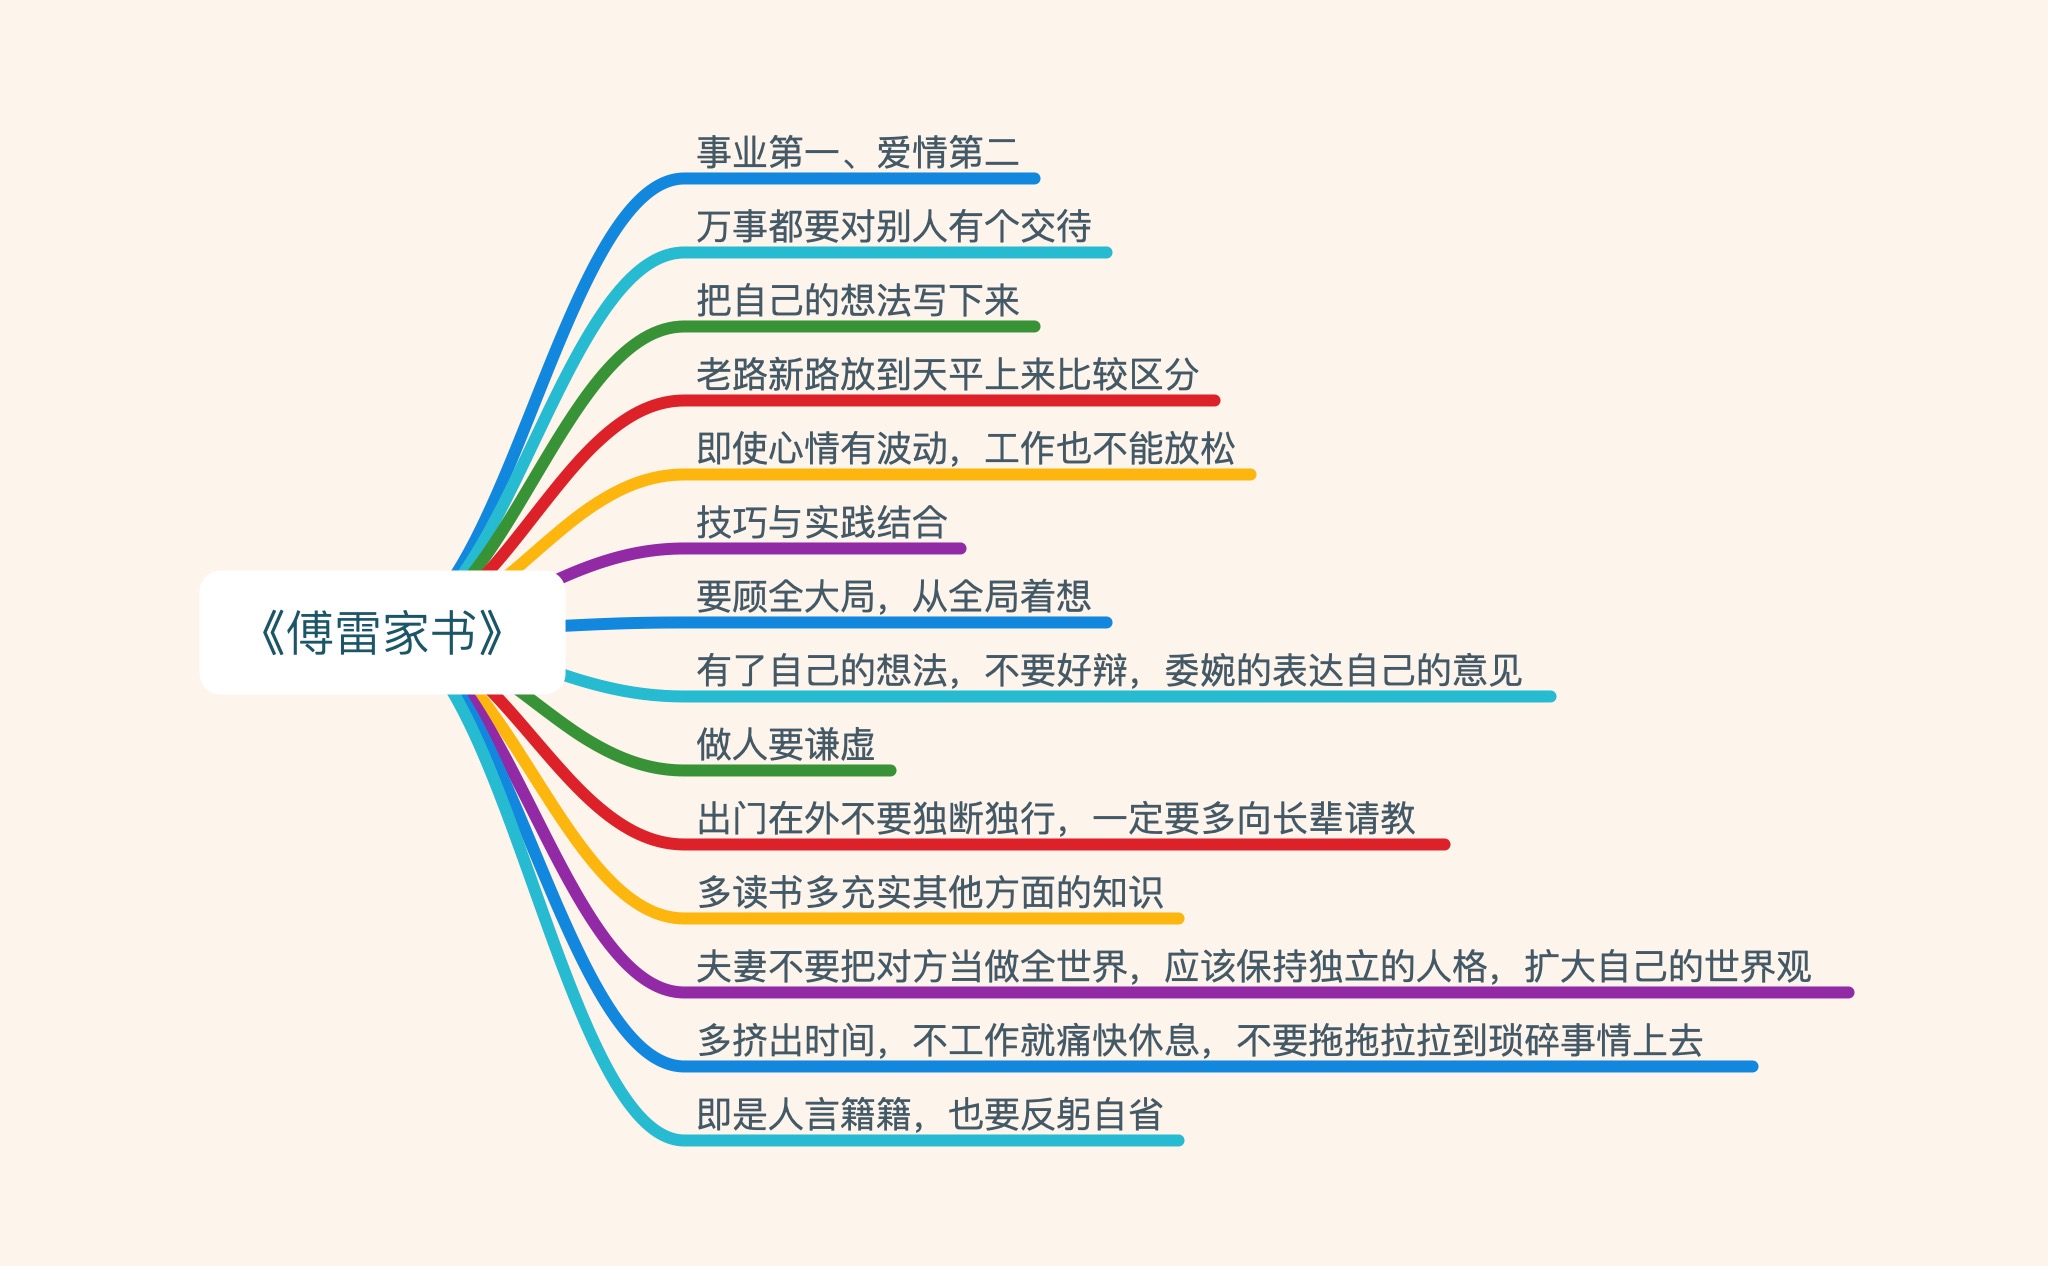 事业第一、爱情第二
万事都要对别人有个交待
把自己的想法写下来
老路新路放到天平上来比较区分
即使心情有波动，工作也不能放松
技巧与实践结合
《傅雷家书》
要顾全大局，从全局着想
有了自己的想法，不要好辩，委婉的表达自己的意见
做人要谦虚
出门在外不要独断独行，一定要多向长辈请教
多读书多充实其他方面的知识
夫妻不要把对方当做全世界，应该保持独立的人格，扩大自己的世界观
多挤出时间，不工作就痛快休息，不要拖拖拉拉到琐碎事情上去
即是人言籍籍，也要反躬自省